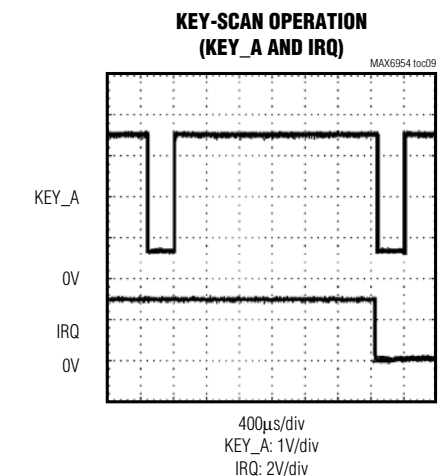 KEY-SCAN OPERATION
(KEY_A AND IRQ)
MAX6954 toc09
KEY_A
0V
IRQ
0V
400µs/div
KEY_A: 1V/div
IRQ: 2V/div